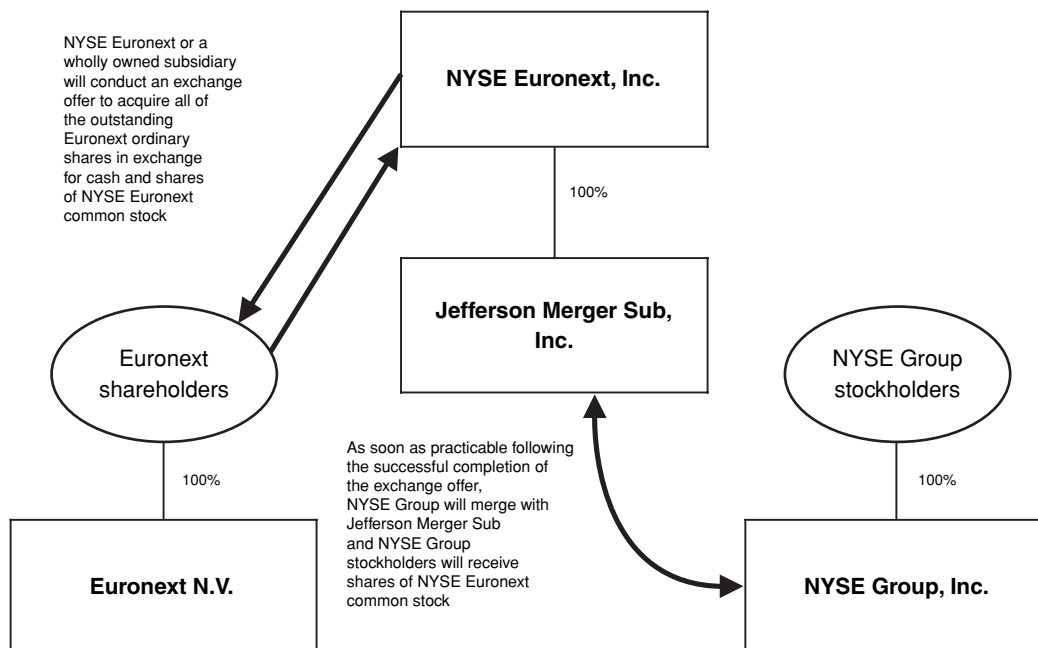 NYSE Euronext or a
wholy owned subsidiary
will conduct an exchange
offer to acquire all of
the outstanding
Euronext ordinary
shares in exchange
for cash and shares
of NYSE Euronext
common stock
NYSE Euronext, Inc.
100%
Jefferson Merger Sub,
Inc.
Euronext
shareholders
NYSE Group
stockholders
100%
As soon as practicable following
the successful completion of
the exchange offer,
NYSE Group will merge with
Jefferson Merger Sub
and NYSE Group
stockholders will receive
shares of NYSE Euronext
common stock
100%
Euronext N.V.
NYSE Group, Inc.